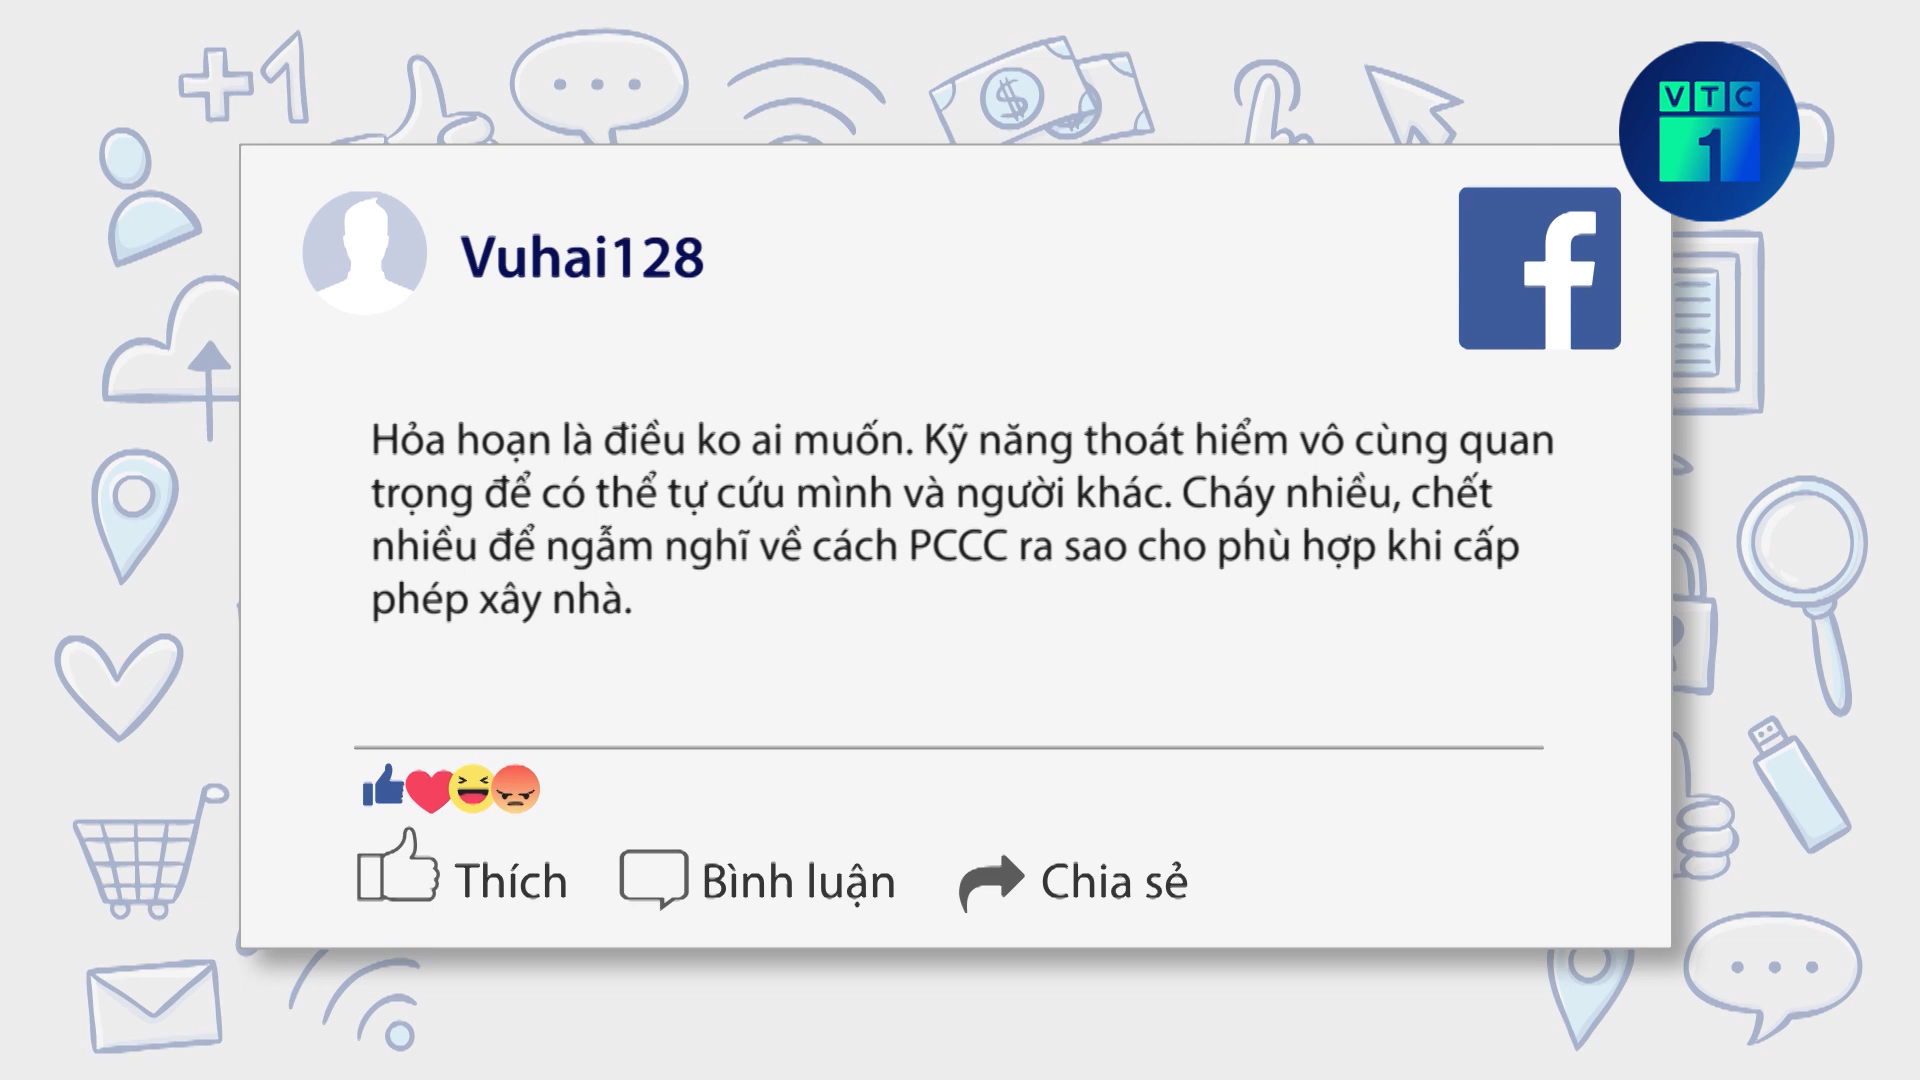 +1
$
VTC
1
Vuhai128
f
Hỏa hoạn là điều ko ai muốn. Kỹ năng thoát hiểm vô cùng quan
trọng để có thể tự cứu mình và người khác. Cháy nhiều, chết
nhiều để ngẫm nghĩ về cách PCCC ra sao cho phù hợp khi cấp
phép xây nhà.
Thích Bình luận Chia sẻ